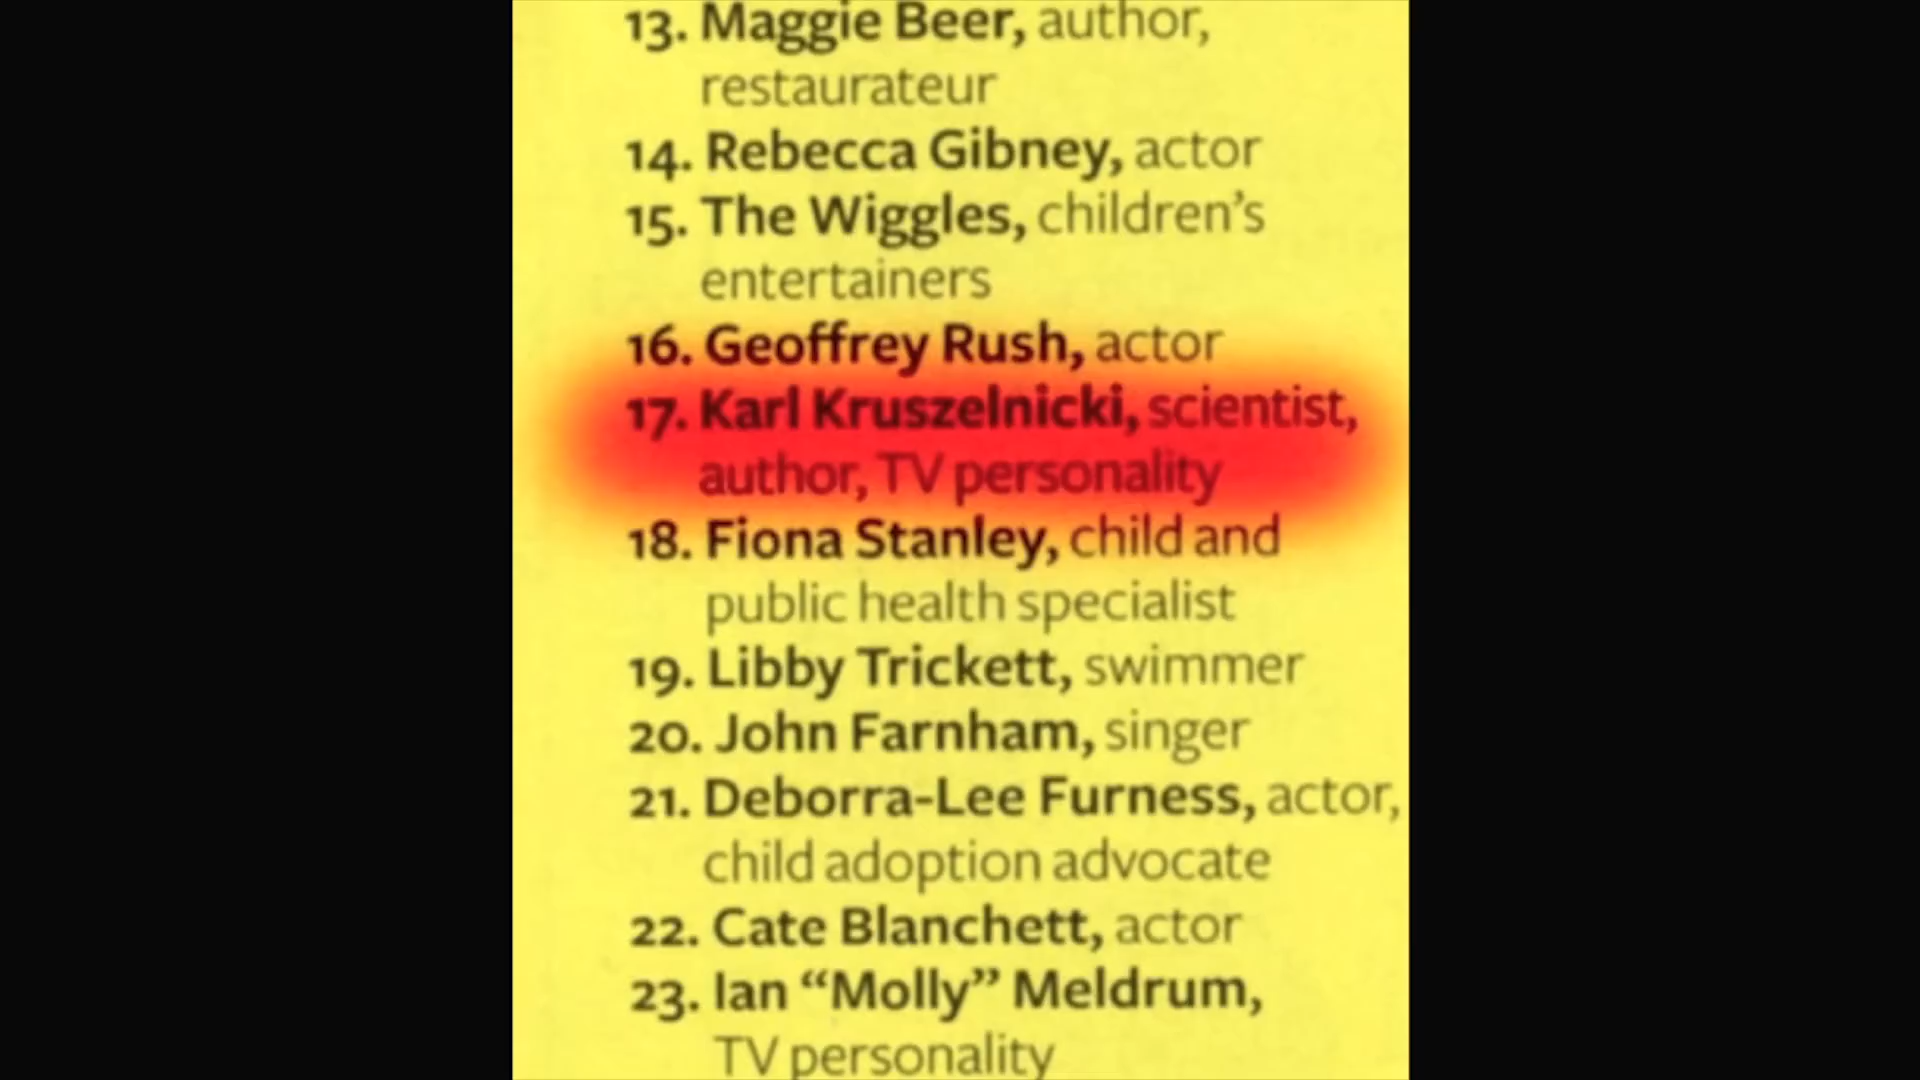 13. Maggie Beer, author,
restaurateur
14. Rebecca Gibney, actor
15. The Wiggles, children’s
entertainers
16. Geoffrey Rush, actor
17. Karl Kruszelnicki, scientist,
author, TV personality
18. Fiona Stanley, child and
public health specialist
19. Libby Trickett, swimmer
20. John Farnham, singer
21. Deborra-Lee Furness, actor,
child adoption advocate
22. Cate Blanchett, actor
23. Ian “Molly” Meldrum,
TV personality